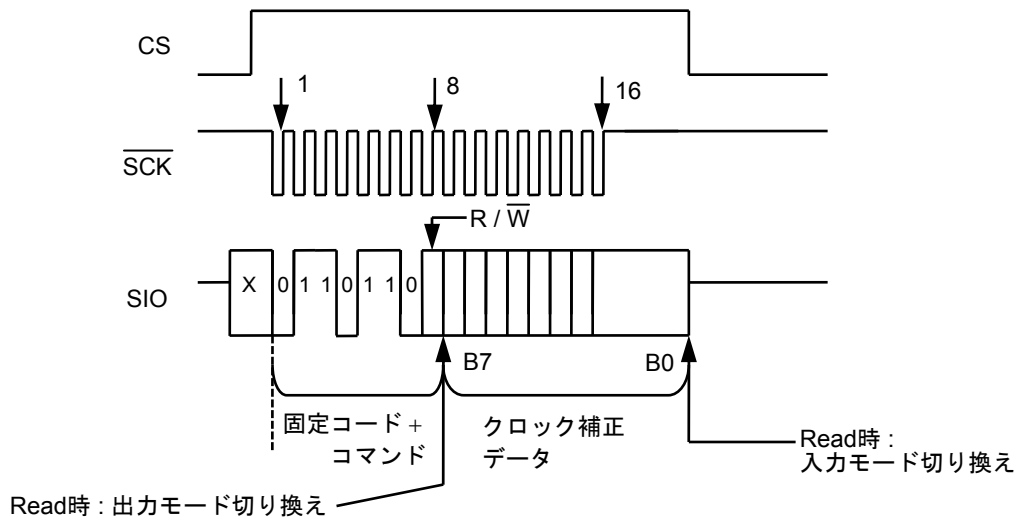 CS
1
8
16
SCK
R / W
SIO
X
0
1
1
0
1
1
0
B7
B0
固定コード +
コマンド
クロック補正
データ
Read時 :
入力モード切り換え
Read時 : 出力モード切り換え